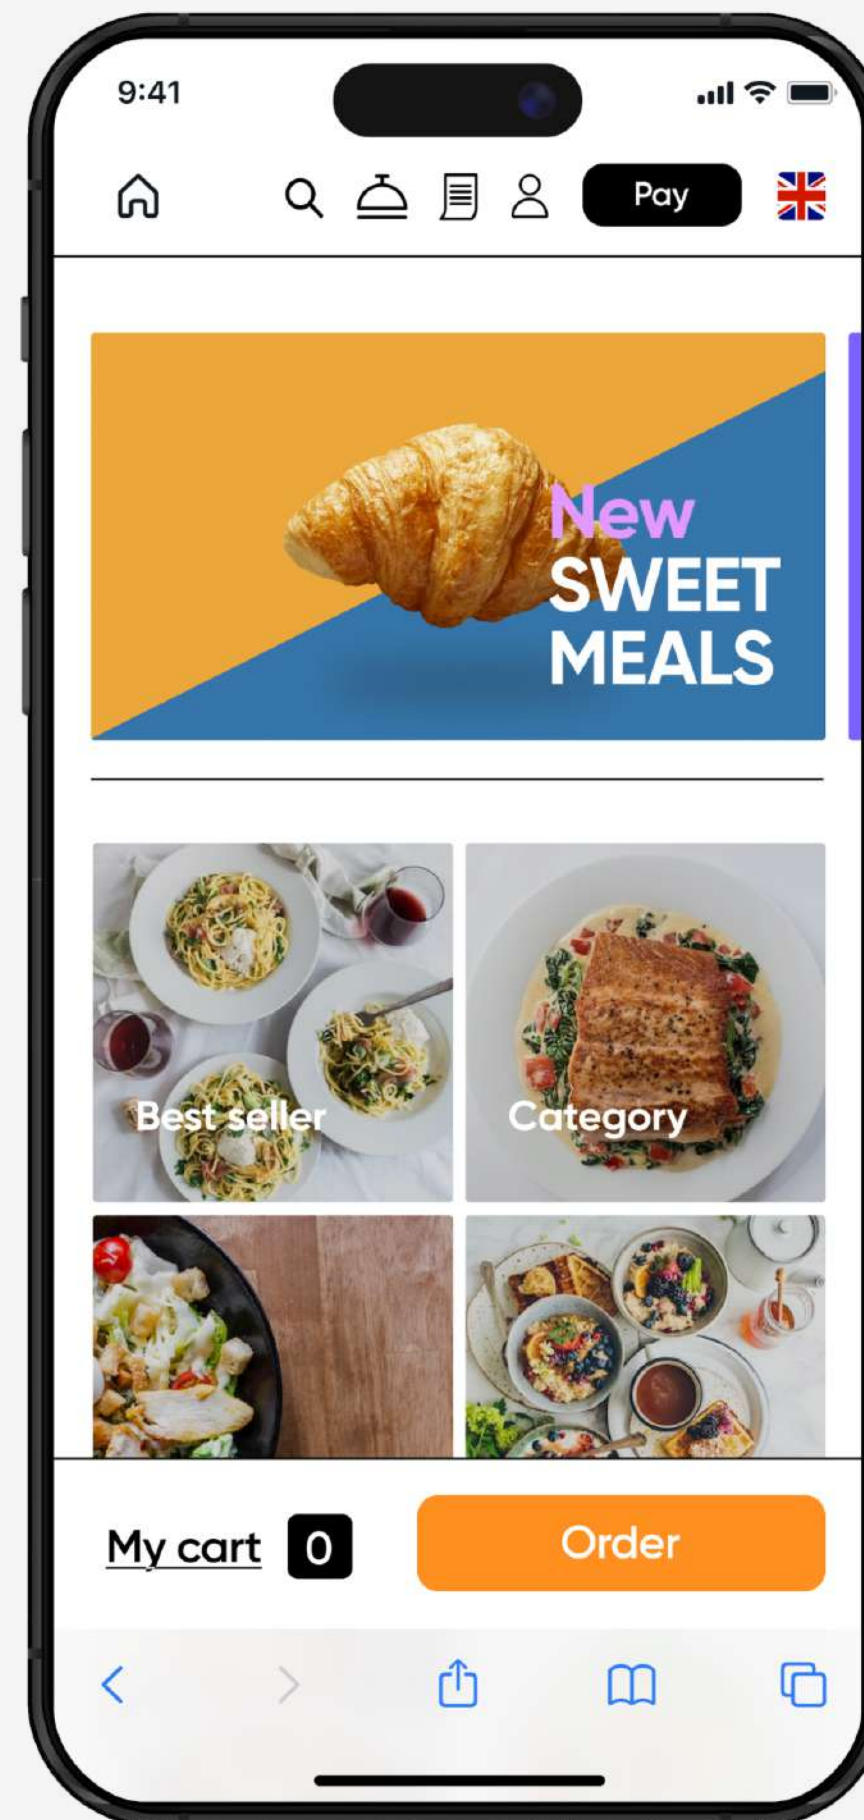 9:41
Pay
New
SWEET
MEALS
Best seller
Category
My cart 0
Order